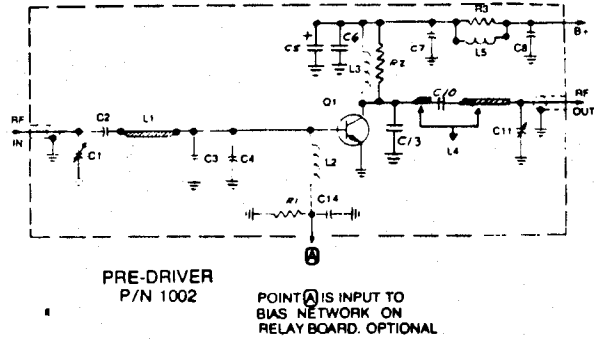 R3
B+
C5
+
C6
L3
R2
C7
L5
C8
Q1
C10
RF
OUT
RF
IN
C2
L1
C1
C3
C4
L2
C13
L4
C11
R1
C14
A
PRE-DRIVER
P/N 1002
POINT A IS INPUT TO
BIAS NETWORK ON
RELAY BOARD. OPTIONAL